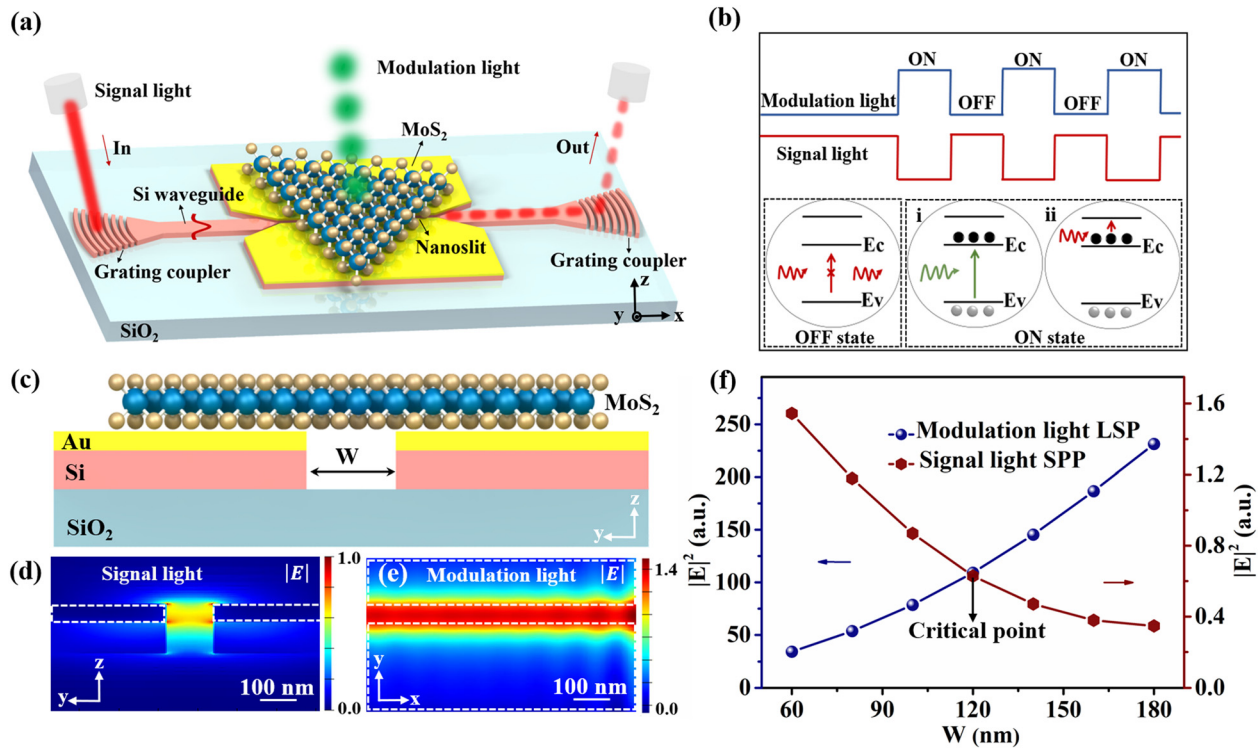 (a)
Signal light
Modulation light
MoS2
In
Out
Si waveguide
Nanoslit
Grating coupler
Grating coupler
z
y
x
SiO2
(b)
ON
ON
ON
Modulation light
OFF
OFF
Signal light
i
ii
Ec
Ec
Ec
Ev
Ev
Ev
OFF state
ON state
(c)
MoS2
Au
W
Si
SiO2
z
y
(d)
Signal light
|E|
1.0
z
y
100 nm
0.0
(e)
Modulation light
|E|
1.4
y
x
100 nm
0.0
(f)
Modulation light LSP
Signal light SPP
Critical point
|E|2 (a.u.)
250
200
150
100
50
0
|E|2 (a.u.)
1.6
1.2
0.8
0.4
0.0
60
90
120
150
180
W (nm)